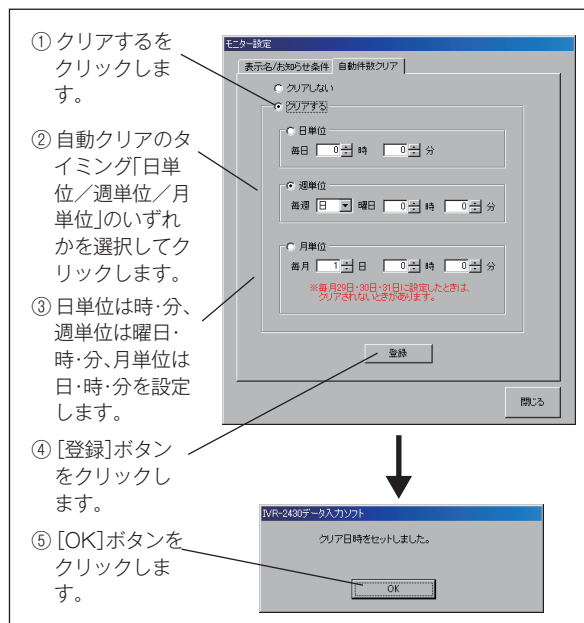 ① クリアするを
クリックしま
す。
② 自動クリアのタ
イミング「日単
位／週単位／月
単位」のいずれ
かを選択してク
リックします。
③ 日単位は時・分、
週単位は曜日・
時・分、月単位は
日・時・分を設定
します。
④ [登録]ボタン
をクリックし
ます。
⑤ [OK]ボタンを
クリックしま
す。
モニター設定
表示名/お知らせ条件 自動件数クリア
クリアしない
クリアする
日単位
毎日 0 時 0 分
週単位
毎週 日 曜日 0 時 0 分
月単位
毎月 1 日 0 時 0 分
※毎月29日・30日・31日に設定したときは、
クリアされないときがあります。
登録
閉じる
IVR-2430データ入力ソフト
クリア日時をセットしました。
OK